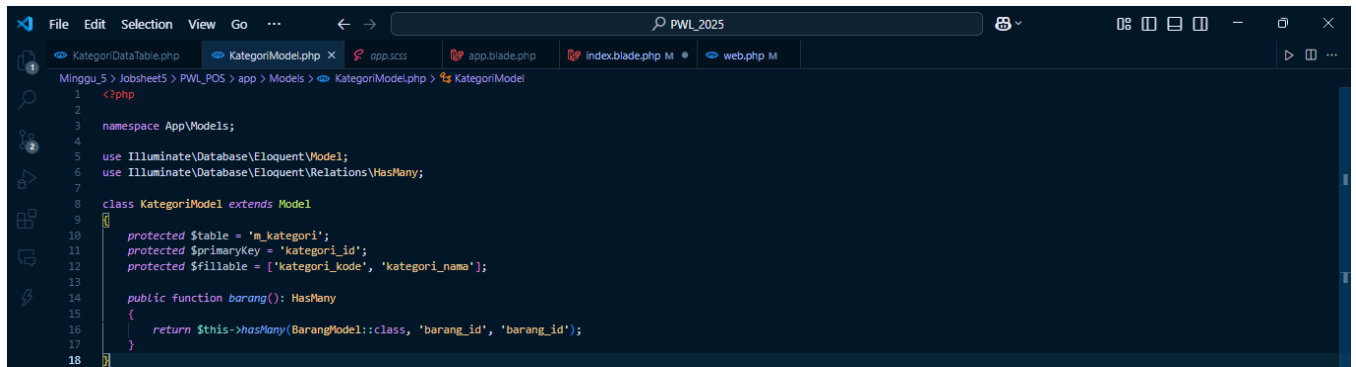 File Edit Selection View Go ··· ← → PWL_2025
KategoriDataTable.php KategoriModel.php × app.scss app.blade.php index.blade.php M ● web.php M ···
1
Minggu_5 > Jobsheet5 > PWL_POS > app > Models > KategoriModel.php > KategoriModel
1 <?php
2
3 namespace App\Models;
4
2
5 use Illuminate\Database\Eloquent\Model;
6 use Illuminate\Database\Eloquent\Relations\HasMany;
7
8 class KategoriModel extends Model
9 {
10 protected $table = 'm_kategori';
11 protected $primaryKey = 'kategori_id';
12 protected $fillable = ['kategori_kode', 'kategori_nama'];
13
14 public function barang(): HasMany
15 {
16 return $this->hasMany(BarangModel::class, 'barang_id', 'barang_id');
17 }
18 }